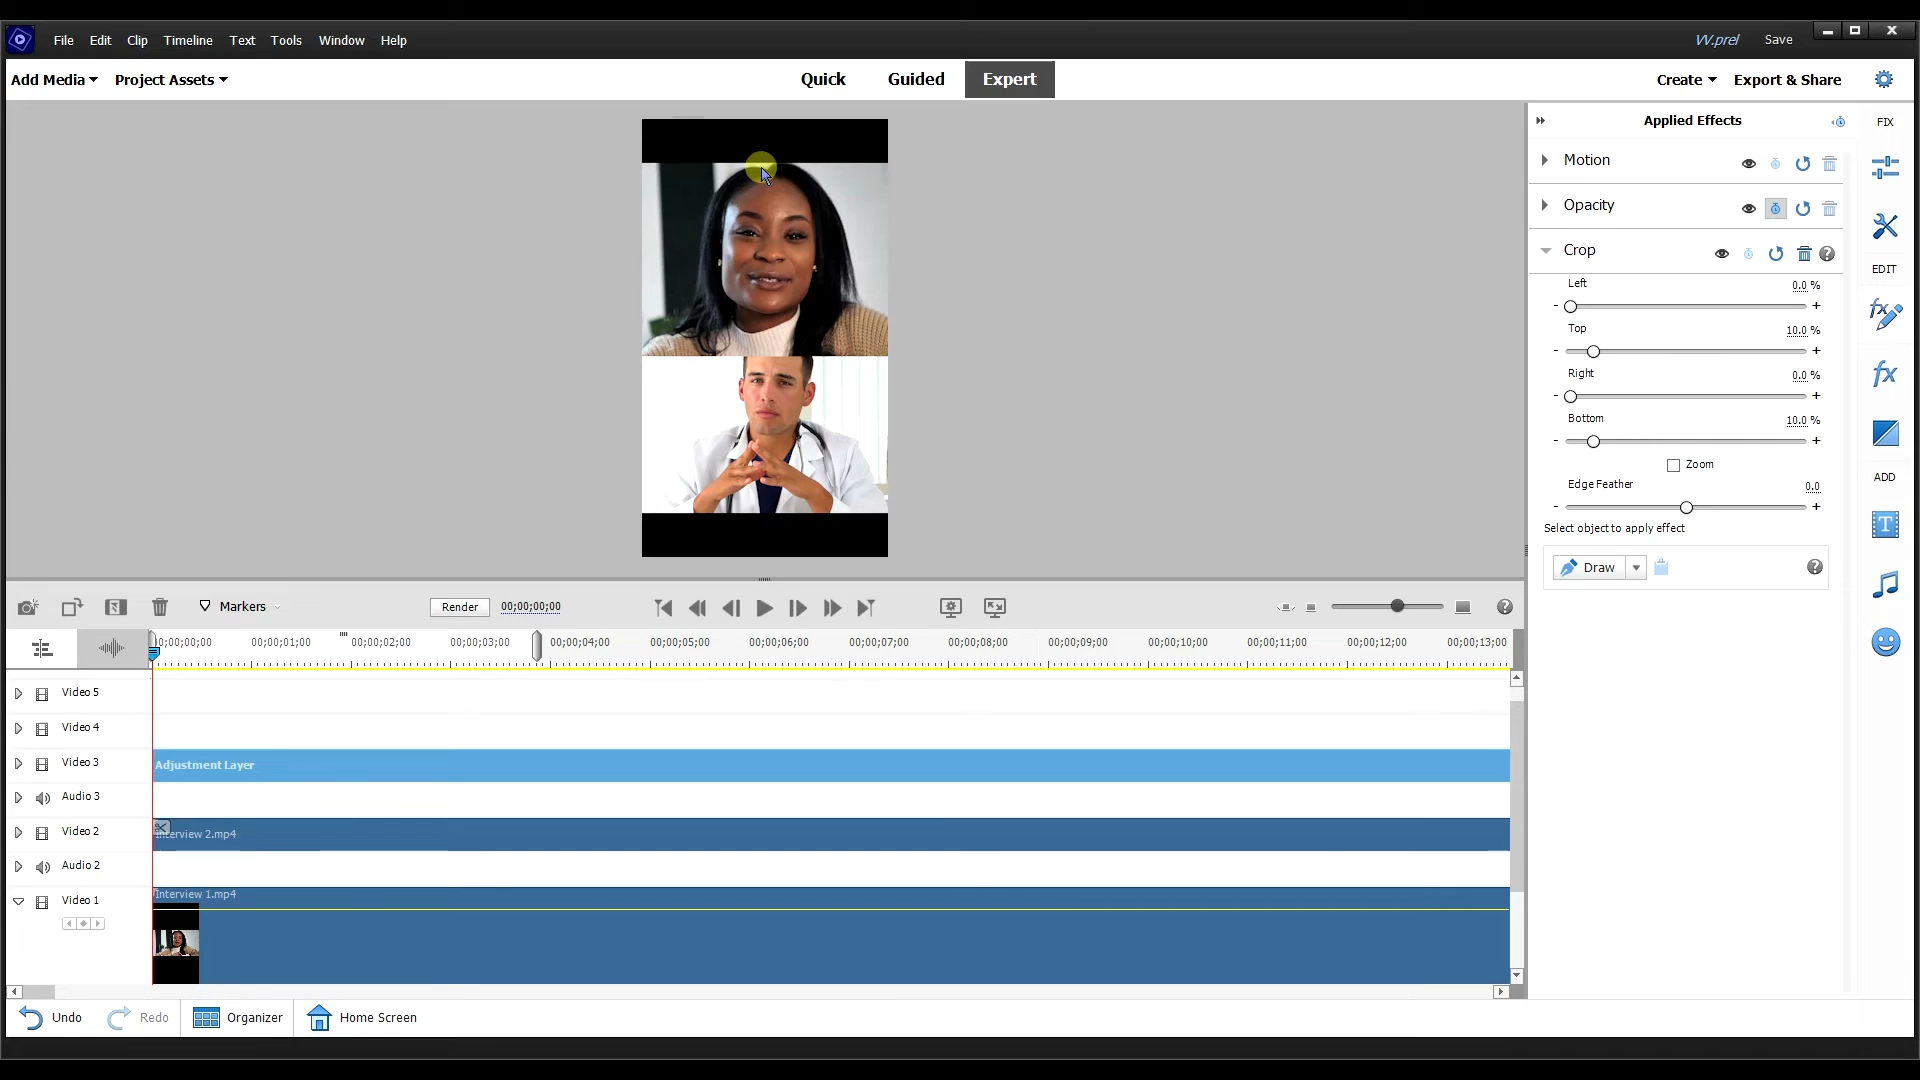 File Edit Clip Timeline Text Tools Window Help
VV.prel Save
Add Media Project Assets
Quick Guided Expert
Create Export & Share
Applied Effects
FIX
Motion
Opacity
Crop
EDIT
Left 0.0 %
- +
Top 10.0 %
- +
Right 0.0 %
- +
Bottom 10.0 %
- +
Zoom
ADD
Edge Feather 0.0
- +
Select object to apply effect
Draw
Markers
Render 00;00;00;00
00;00;00;00 00;00;01;00 00;00;02;00 00;00;03;00 00;00;04;00 00;00;05;00 00;00;06;00 00;00;07;00 00;00;08;00 00;00;09;00 00;00;10;00 00;00;11;00 00;00;12;00 00;00;13;00
Video 5
Video 4
Video 3 Adjustment Layer
Audio 3
Video 2 Interview 2.mp4
Audio 2
Video 1 Interview 1.mp4
Undo Redo Organizer Home Screen